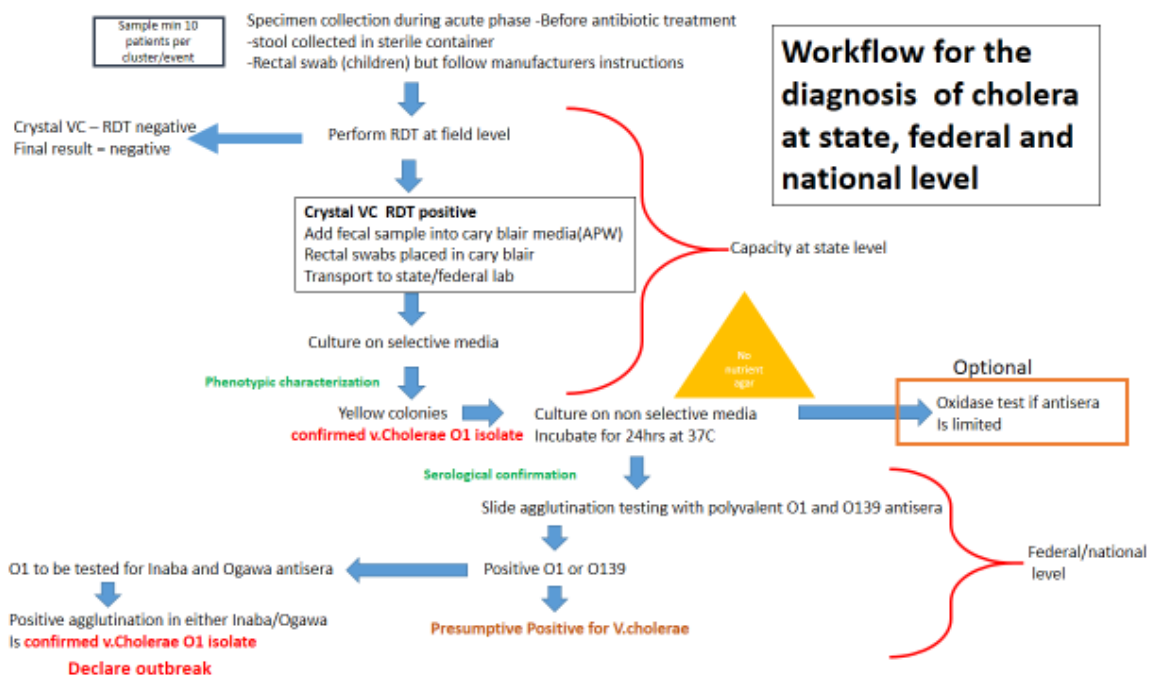 Sample min 10
patients per
cluster/event
Specimen collection during acute phase -Before antibiotic treatment
-stool collected in sterile container
-Rectal swab (children) but follow manufacturers instructions
Workflow for the
diagnosis of cholera
at state, federal and
national level
Crystal VC – RDT negative
Final result = negative
Perform RDT at field level
Crystal VC RDT positive
Add fecal sample into cary blair media(APW)
Rectal swabs placed in cary blair
Transport to state/federal lab
Capacity at state level
Culture on selective media
No
nutrient
agar
Phenotypic characterization
Optional
Yellow colonies
confirmed v.Cholerae O1 isolate
Culture on non selective media
Incubate for 24hrs at 37C
Oxidase test if antisera
Is limited
Serological confirmation
Slide agglutination testing with polyvalent O1 and O139 antisera
Federal/national
level
O1 to be tested for Inaba and Ogawa antisera
Positive O1 or O139
Positive agglutination in either Inaba/Ogawa
Is confirmed v.Cholerae O1 isolate
Presumptive Positive for V.cholerae
Declare outbreak